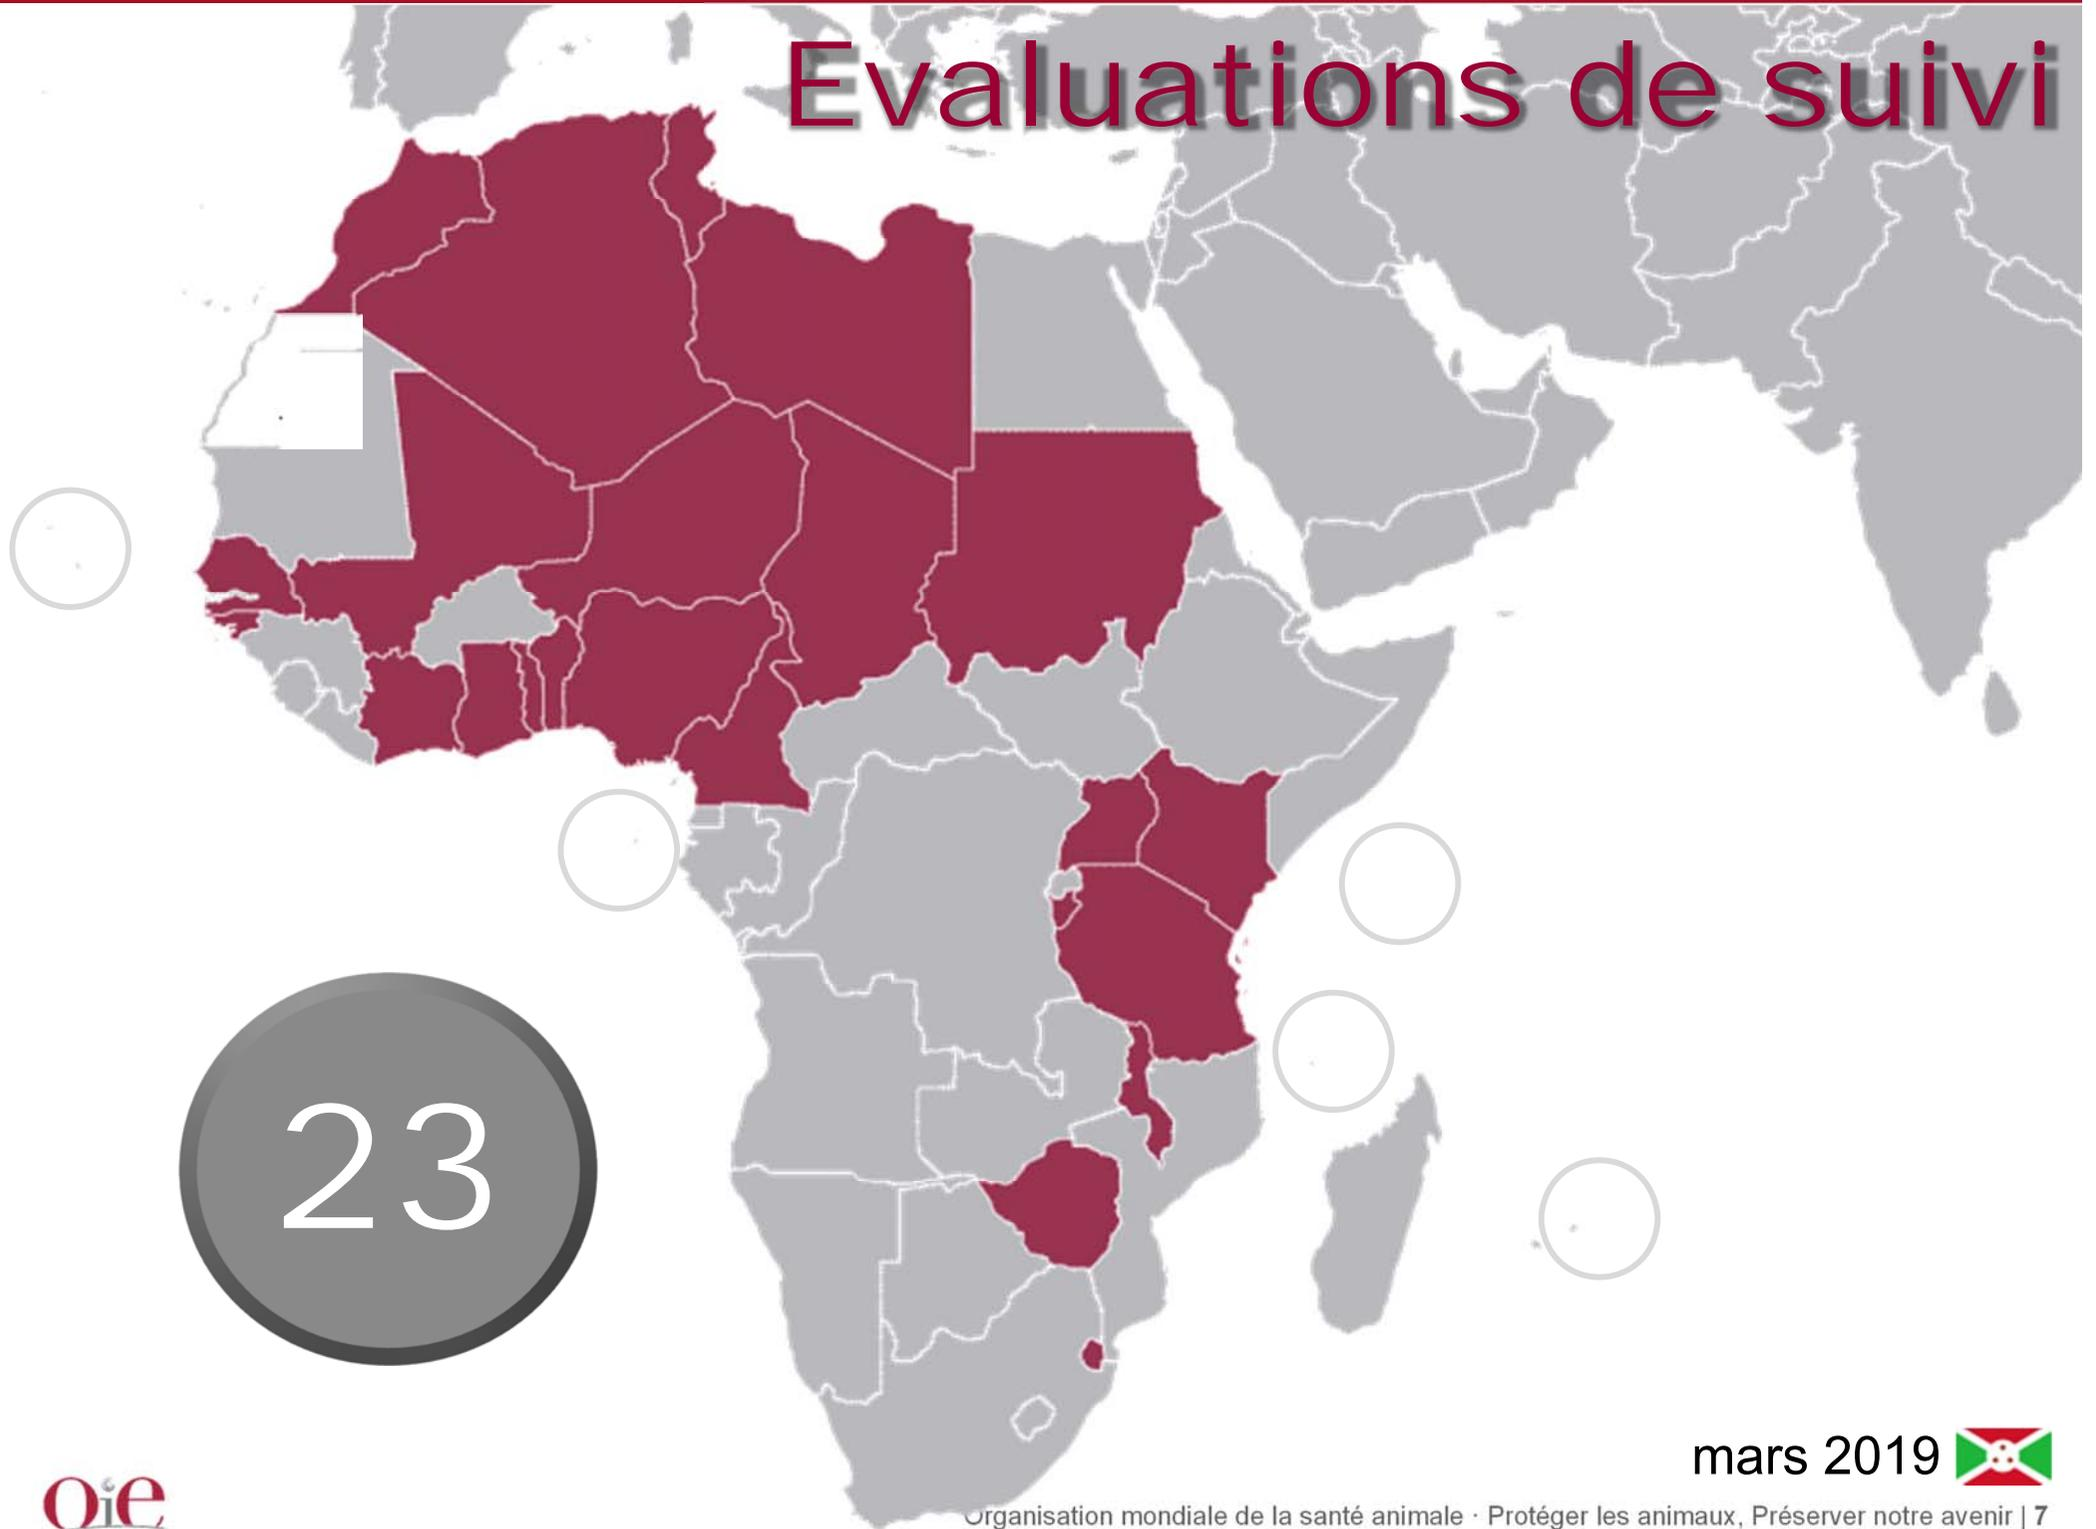 Evaluations de suivi
23
mars 2019
oie
Organisation mondiale de la santé animale · Protéger les animaux, Préserver notre avenir | 7